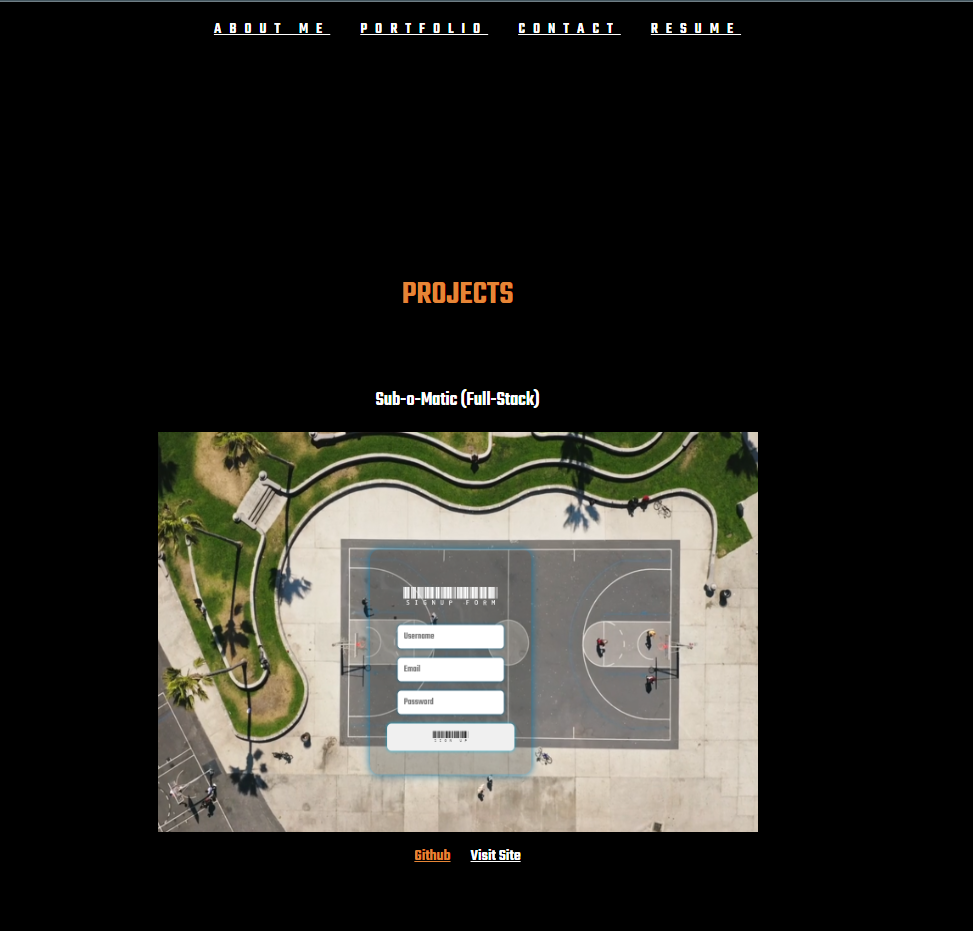 ABOUT ME PORTFOLIO CONTACT RESUME
PROJECTS
Sub-o-Matic (Full-Stack)
SIGNUP FORM
Username
Email
Password
SIGN UP
Github Visit Site